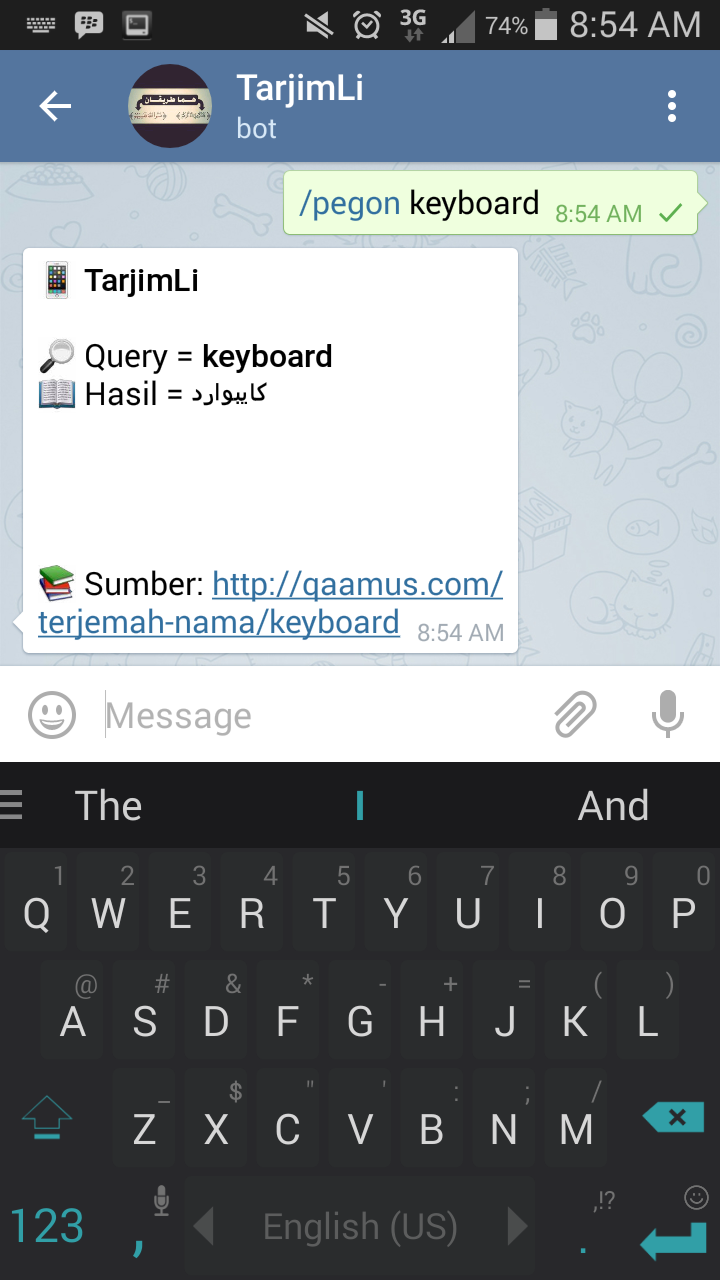 3G 74% 8:54 AM
TarjimLi
bot
/pegon keyboard 8:54 AM
TarjimLi
Query = keyboard
Hasil = كايبوارد
Sumber: http://qaamus.com/
terjemah-nama/keyboard 8:54 AM
Message
The I And
1 2 3 4 5 6 7 8 9 0
Q W E R T Y U I O P
@ # & * - + = ( )
A S D F G H J K L
_ $ " ' : ; /
Z X C V B N M
,!?
123 , English (US) .